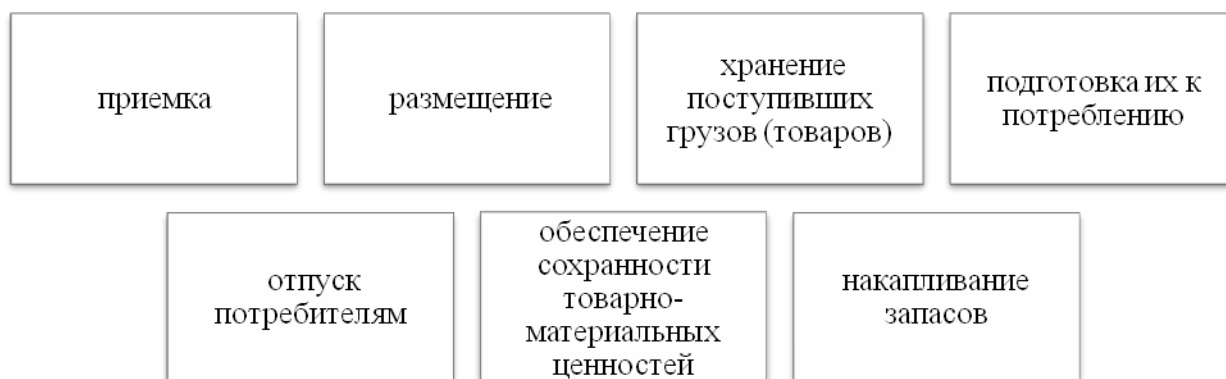 приемка
размещение
хранение
поступивших
грузов (товаров)
подготовка их к
потреблению
отпуск
потребителям
обеспечение
сохранности
товарно-
материальных
ценностей
накапливание
запасов